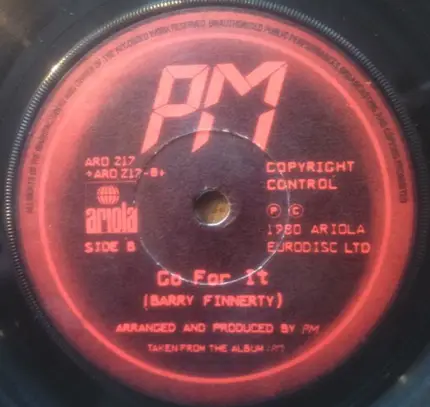 PM
ARO 217
+ARO 217-B+
ariola
SIDE B
COPYRIGHT
CONTROL
P C
1980 ARIOLA
EURODISC LTD
Go For It
(BARRY FINNERTY)
ARRANGED AND PRODUCED BY PM
TAKEN FROM THE ALBUM